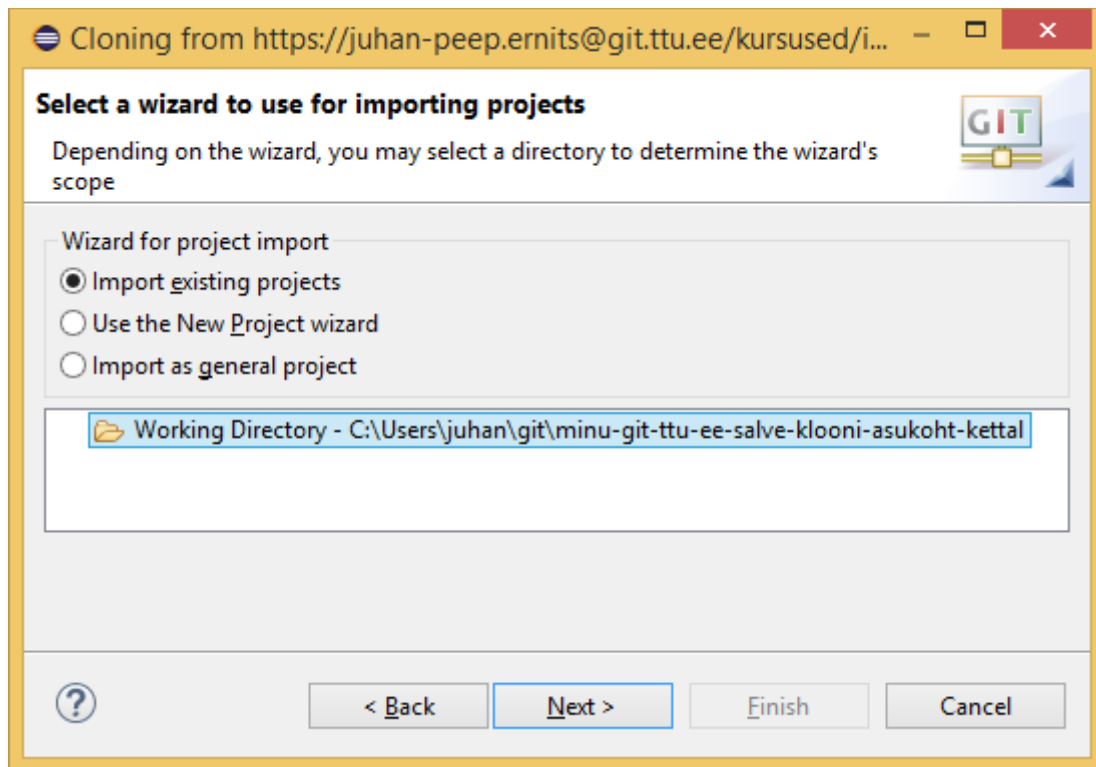 Cloning from https://juhan-peep.ernits@git.ttu.ee/kursused/i...
Select a wizard to use for importing projects
GIT
Depending on the wizard, you may select a directory to determine the wizard's
scope
Wizard for project import
Import existing projects
Use the New Project wizard
Import as general project
Working Directory - C:\Users\juhan\git\minu-git-ttu-ee-salve-klooni-asukoht-kettal
?
< Back
Next >
Finish
Cancel